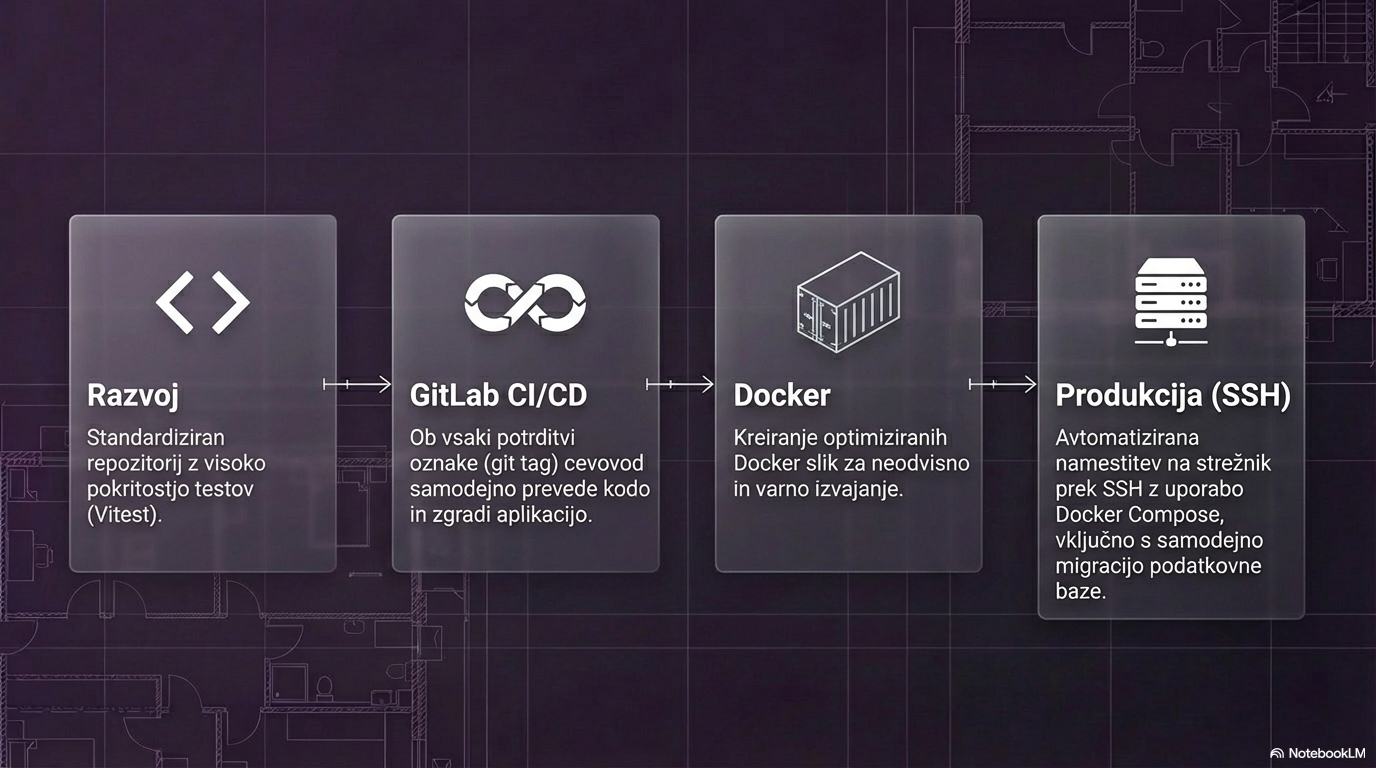 Razvoj
Standardiziran
repozitorij z visoko
pokritostjo testov
(Vitest).
GitLab CI/CD
Ob vsaki potrditvi
oznake (git tag) cevovod
samodejno prevede kodo
in zgradi aplikacijo.
Docker
Kreiranje optimiziranih
Docker slik za neodvisno
in varno izvajanje.
Produkcija (SSH)
Avtomatizirana
namestitev na strežnik
prek SSH z uporabo
Docker Compose,
vključno s samodejno
migracijo podatkovne
baze.
NotebookLM